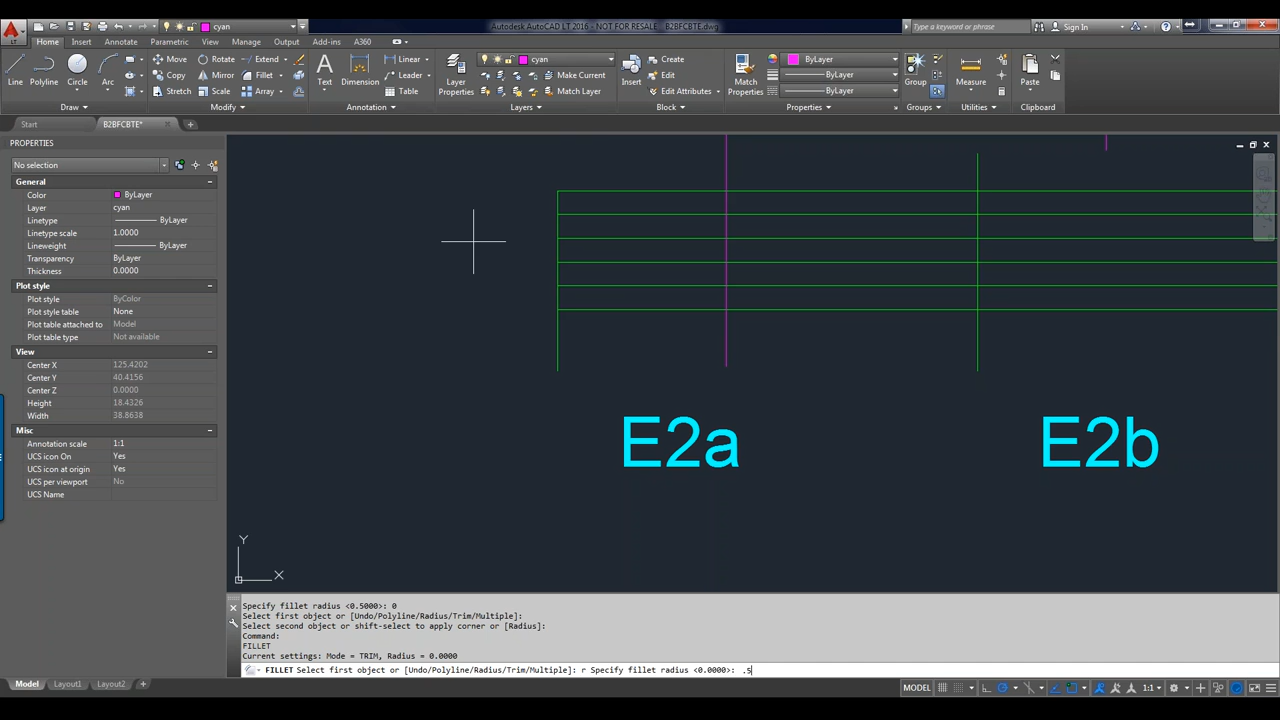 cyan
Autodesk AutoCAD LT 2016 - NOT FOR RESALE B2BFCBTE.dwg
Type a keyword or phrase
Sign In
LT
Home Insert Annotate Parametric View Manage Output Add-ins A360
Line Polyline Circle Arc
Move Rotate Extend
Copy Mirror Fillet
Stretch Scale Array
Text Dimension
Linear
Leader
Table
Layer Properties
cyan
Make Current
Match Layer
Insert
Create
Edit
Edit Attributes
Match Properties
ByLayer
ByLayer
ByLayer
Group
Measure
Paste
Draw Modify Annotation Layers Block Properties Groups Utilities Clipboard
Start B2BFCBTE*
PROPERTIES
No selection
General
Color ByLayer
Layer cyan
Linetype ByLayer
Linetype scale 1.0000
Lineweight ByLayer
Transparency ByLayer
Thickness 0.0000
Plot style
Plot style ByColor
Plot style table None
Plot table attached to Model
Plot table type Not available
View
Center X 125.4202
Center Y 40.4156
Center Z 0.0000
Height 18.4326
Width 38.8638
Misc
Annotation scale 1:1
UCS icon On Yes
UCS icon at origin Yes
UCS per viewport No
UCS Name
E2a E2b
Y
X
Specify fillet radius <0.5000>: 0
Select first object or [Undo/Polyline/Radius/Trim/Multiple]:
Select second object or shift-select to apply corner or [Radius]:
Command:
FILLET
Current settings: Mode = TRIM, Radius = 0.0000
FILLET Select first object or [Undo/Polyline/Radius/Trim/Multiple]: r Specify fillet radius <0.0000>: .5
Model Layout1 Layout2 +
MODEL 1:1